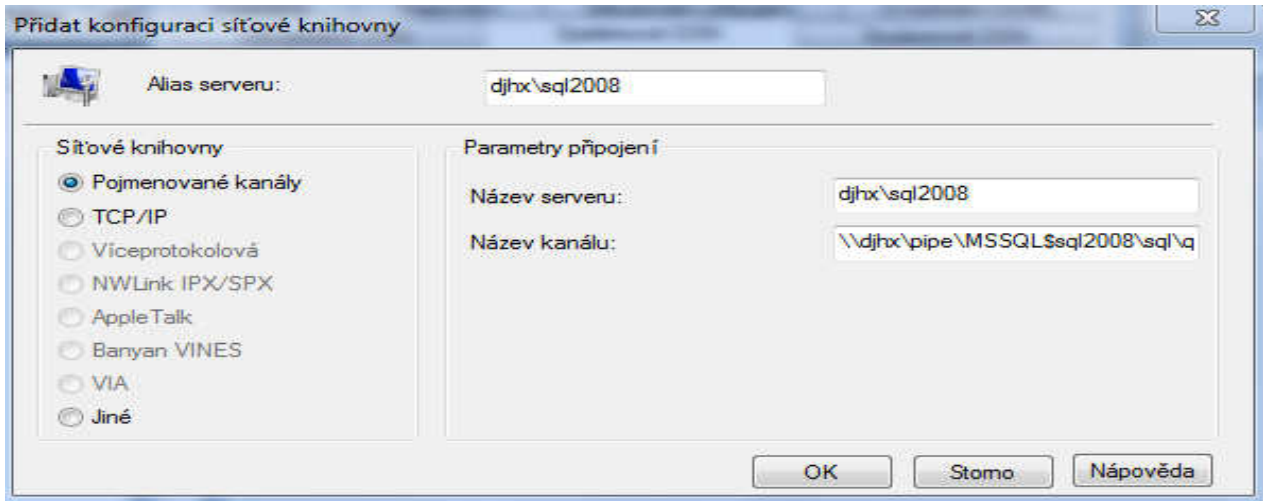 Přidat konfiguraci síťové knihovny
Alias serveru: djhx\sql2008
Síťové knihovny
Pojmenované kanály
TCP/IP
Víceprotokolová
NWLink IPX/SPX
AppleTalk
Banyan VINES
VIA
Jiné
Parametry připojení
Název serveru: djhx\sql2008
Název kanálu: \\djhx\pipe\MSSQL$sql2008\sql\q
OK Storno Nápověda